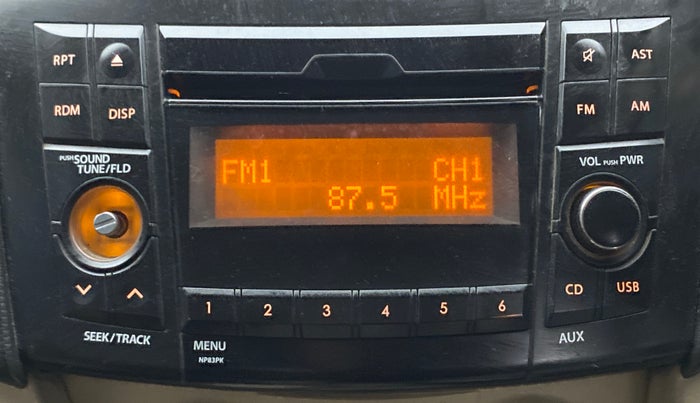 RPT
AST
RDM
DISP
FM
AM
PUSH SOUND
TUNE/FLD
VOL PUSH PWR
FM1 CH1
87.5 MHz
CD
USB
1 2 3 4 5 6
SEEK/TRACK
MENU
AUX
NP83PK